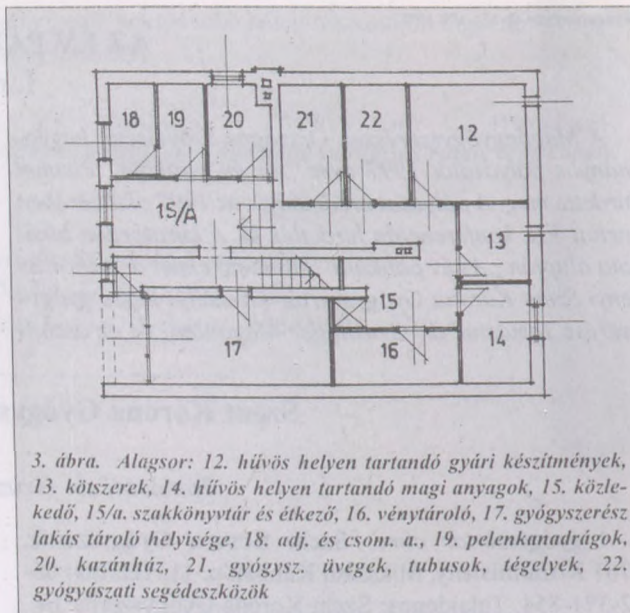 18 19 20 21 22 12
15/A
13
15
17 16 14
3. ábra. Alagsor: 12. hűvös helyen tartandó gyári készítmények,
13. kötszerek, 14. hűvös helyen tartandó magi anyagok, 15. közle-
kedő, 15/a. szakkönyvtár és étkező, 16. vénytároló, 17. gyógyszerész
lakás tároló helyisége, 18. adj. és csom. a., 19. pelenkanadrágok,
20. kazánház, 21. gyógysz. üvegek, tubusok, tégelyek, 22.
gyógyászati segédeszközök